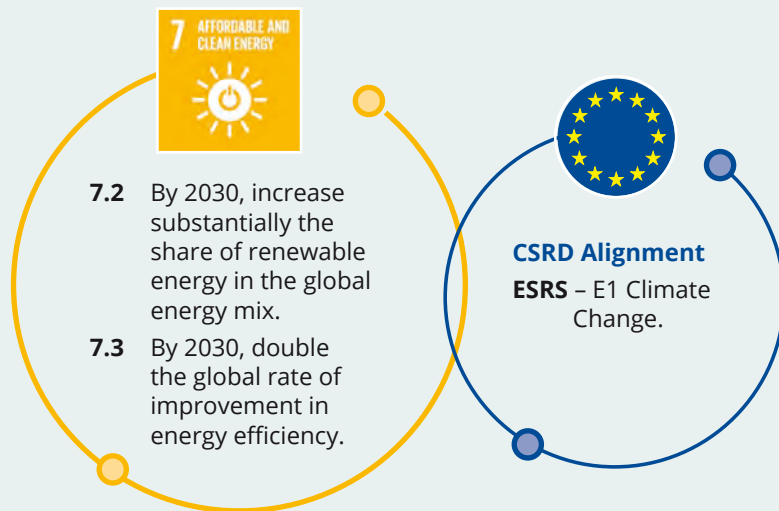 7 AFFORDABLE AND
CLEAN ENERGY
7.2 By 2030, increase
substantially the
share of renewable
energy in the global
energy mix.
7.3 By 2030, double
the global rate of
improvement in
energy efficiency.
CSRD Alignment
ESRS – E1 Climate
Change.